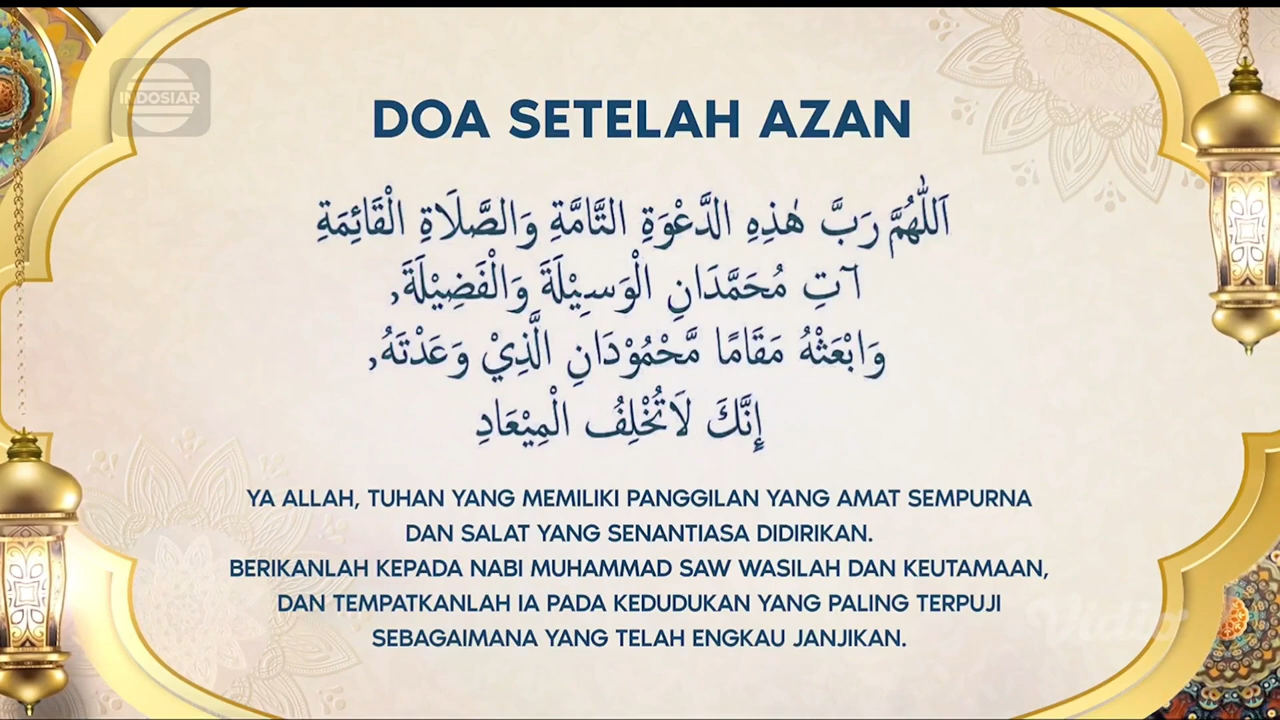 INDOSIAR
DOA SETELAH AZAN
اَللّٰهُمَّ رَبَّ هٰذِهِ الدَّعْوَةِ التَّامَّةِ وَالصَّلَاةِ الْقَائِمَةِ
آتِ مُحَمَّدَانِ الْوَسِيْلَةَ وَالْفَضِيْلَةَ,
وَابْعَثْهُ مَقَامًا مَّحْمُوْدَانِ الَّذِيْ وَعَدْتَهُ,
إِنَّكَ لَاتُخْلِفُ الْمِيْعَادِ
YA ALLAH, TUHAN YANG MEMILIKI PANGGILAN YANG AMAT SEMPURNA
DAN SALAT YANG SENANTIASA DIDIRIKAN.
BERIKANLAH KEPADA NABI MUHAMMAD SAW WASILAH DAN KEUTAMAAN,
DAN TEMPATKANLAH IA PADA KEDUDUKAN YANG PALING TERPUJI
SEBAGAIMANA YANG TELAH ENGKAU JANJIKAN.
Vidio